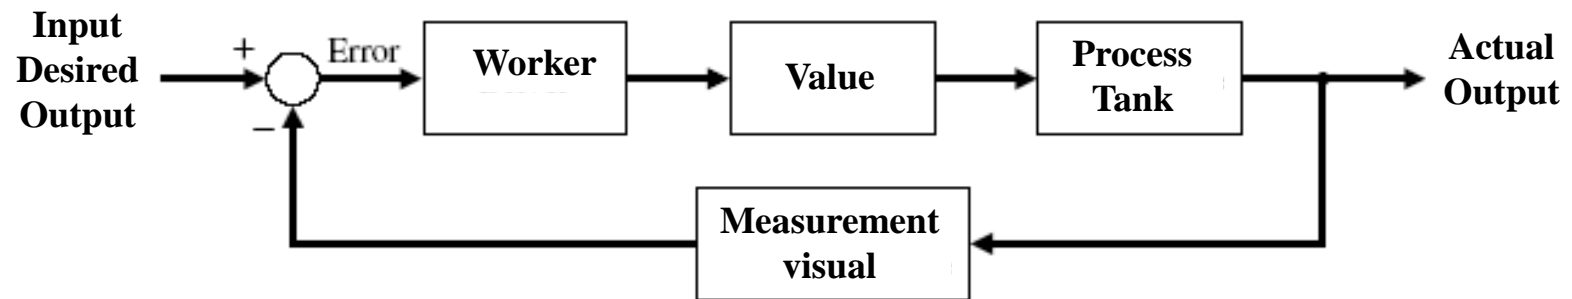 Input
Desired
Output
+
−
Error
Worker
Value
Process
Tank
Actual
Output
Measurement
visual